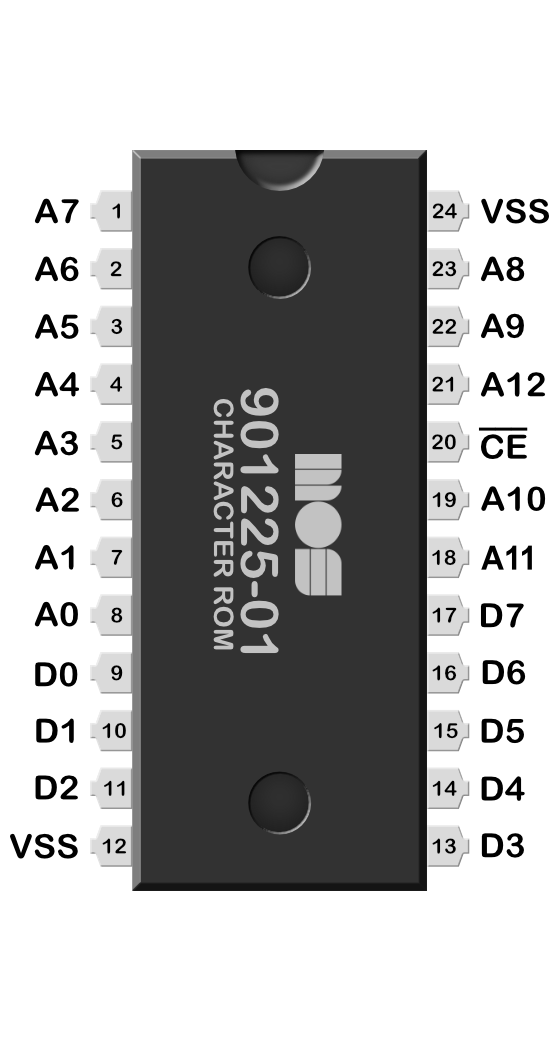 A7 1 24 VSS
A6 2 23 A8
A5 3 22 A9
A4 4 21 A12
A3 5 20 CE
A2 6 19 A10
A1 7 18 A11
A0 8 17 D7
D0 9 16 D6
D1 10 15 D5
D2 11 14 D4
VSS 12 13 D3
mos
901225-01
CHARACTER ROM